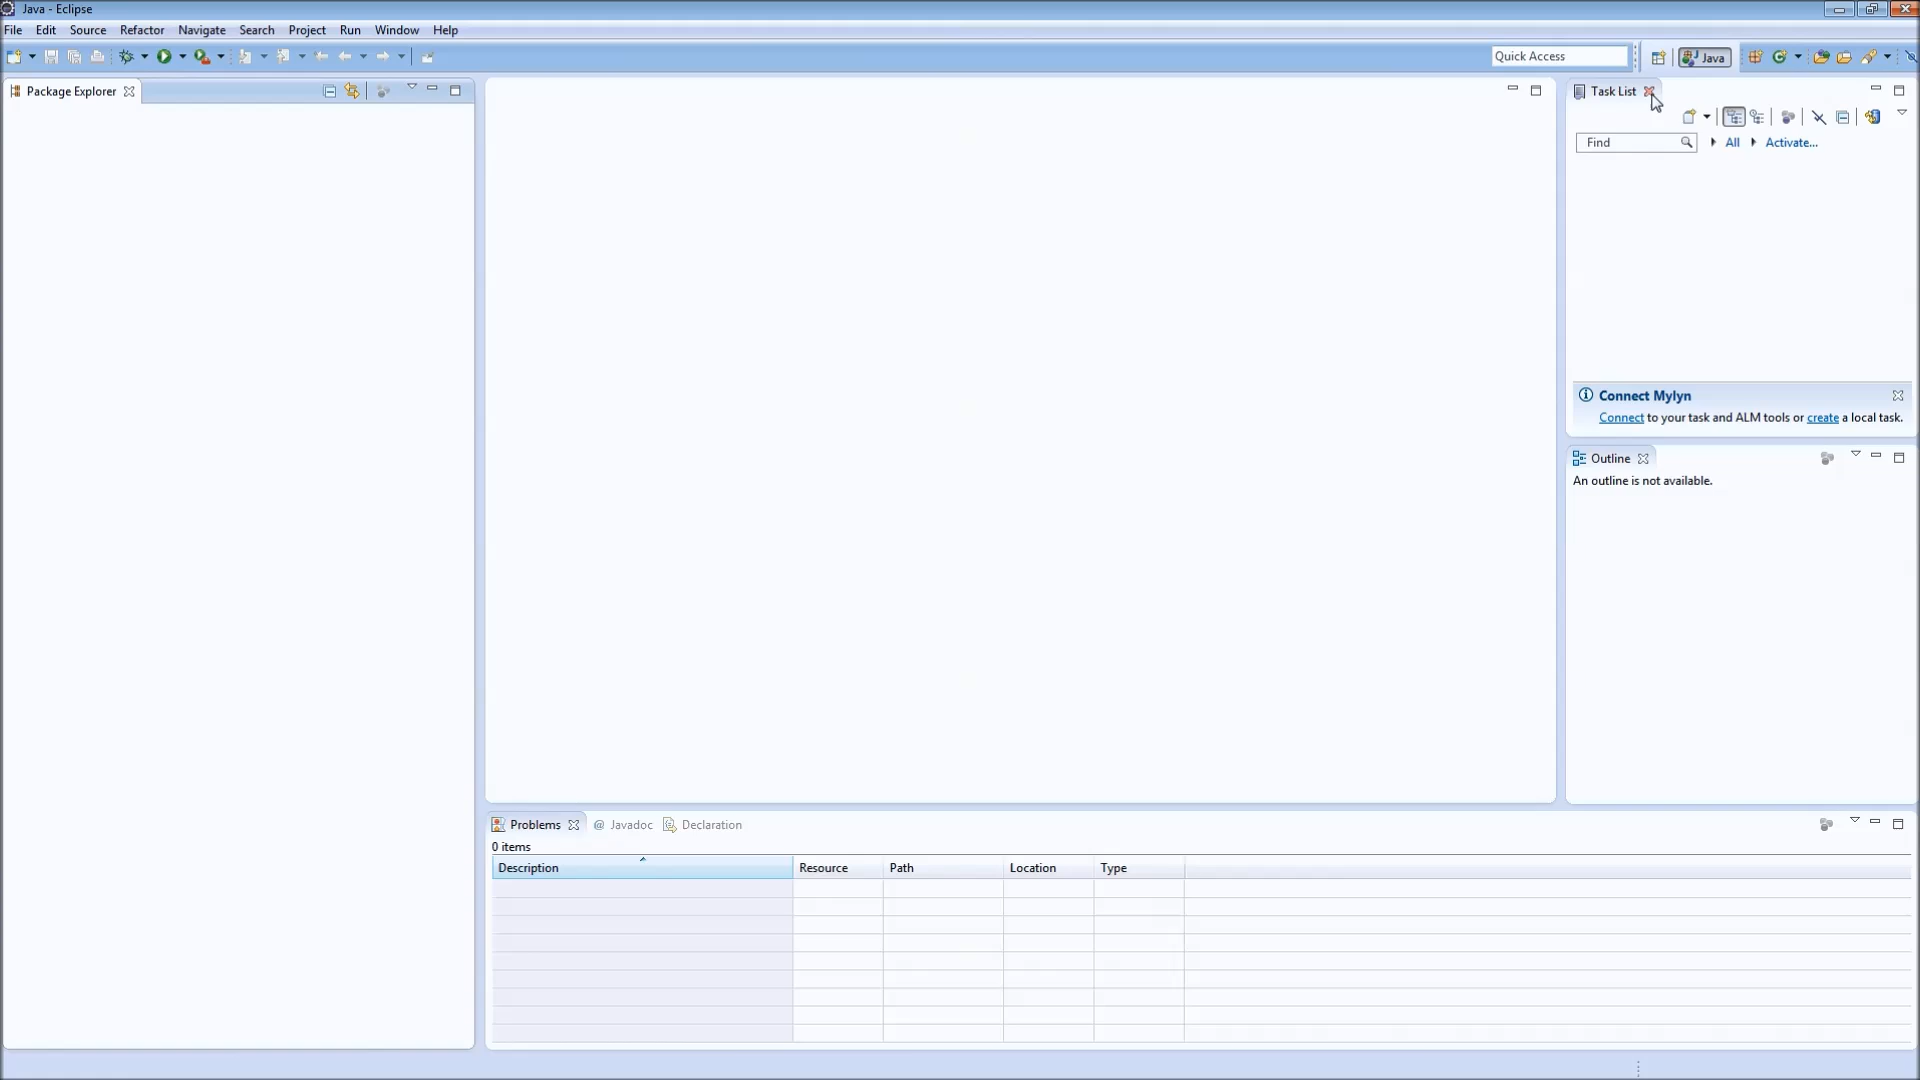 Java - Eclipse
File Edit Source Refactor Navigate Search Project Run Window Help
Quick Access
Java
Package Explorer
Task List
Find
All
Activate...
Connect Mylyn
Connect to your task and ALM tools or create a local task.
Outline
An outline is not available.
Problems @ Javadoc Declaration
0 items
Description Resource Path Location Type